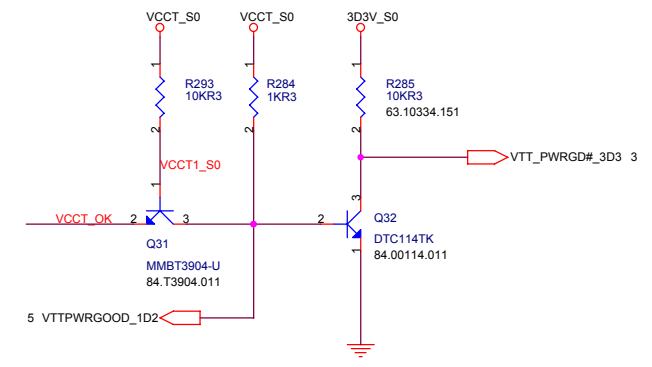 VCCT_S0
VCCT_S0
3D3V_S0
1
1
1
R293
10KR3
R284
1KR3
R285
10KR3
63.10334.151
2
2
2
VCCT1_S0
VTT_PWRGD#_3D3 3
1
3
VCCT_OK
2
3
2
Q32
Q31
DTC114TK
84.00114.011
1
MMBT3904-U
84.T3904.011
5 VTTPWRGOOD_1D2